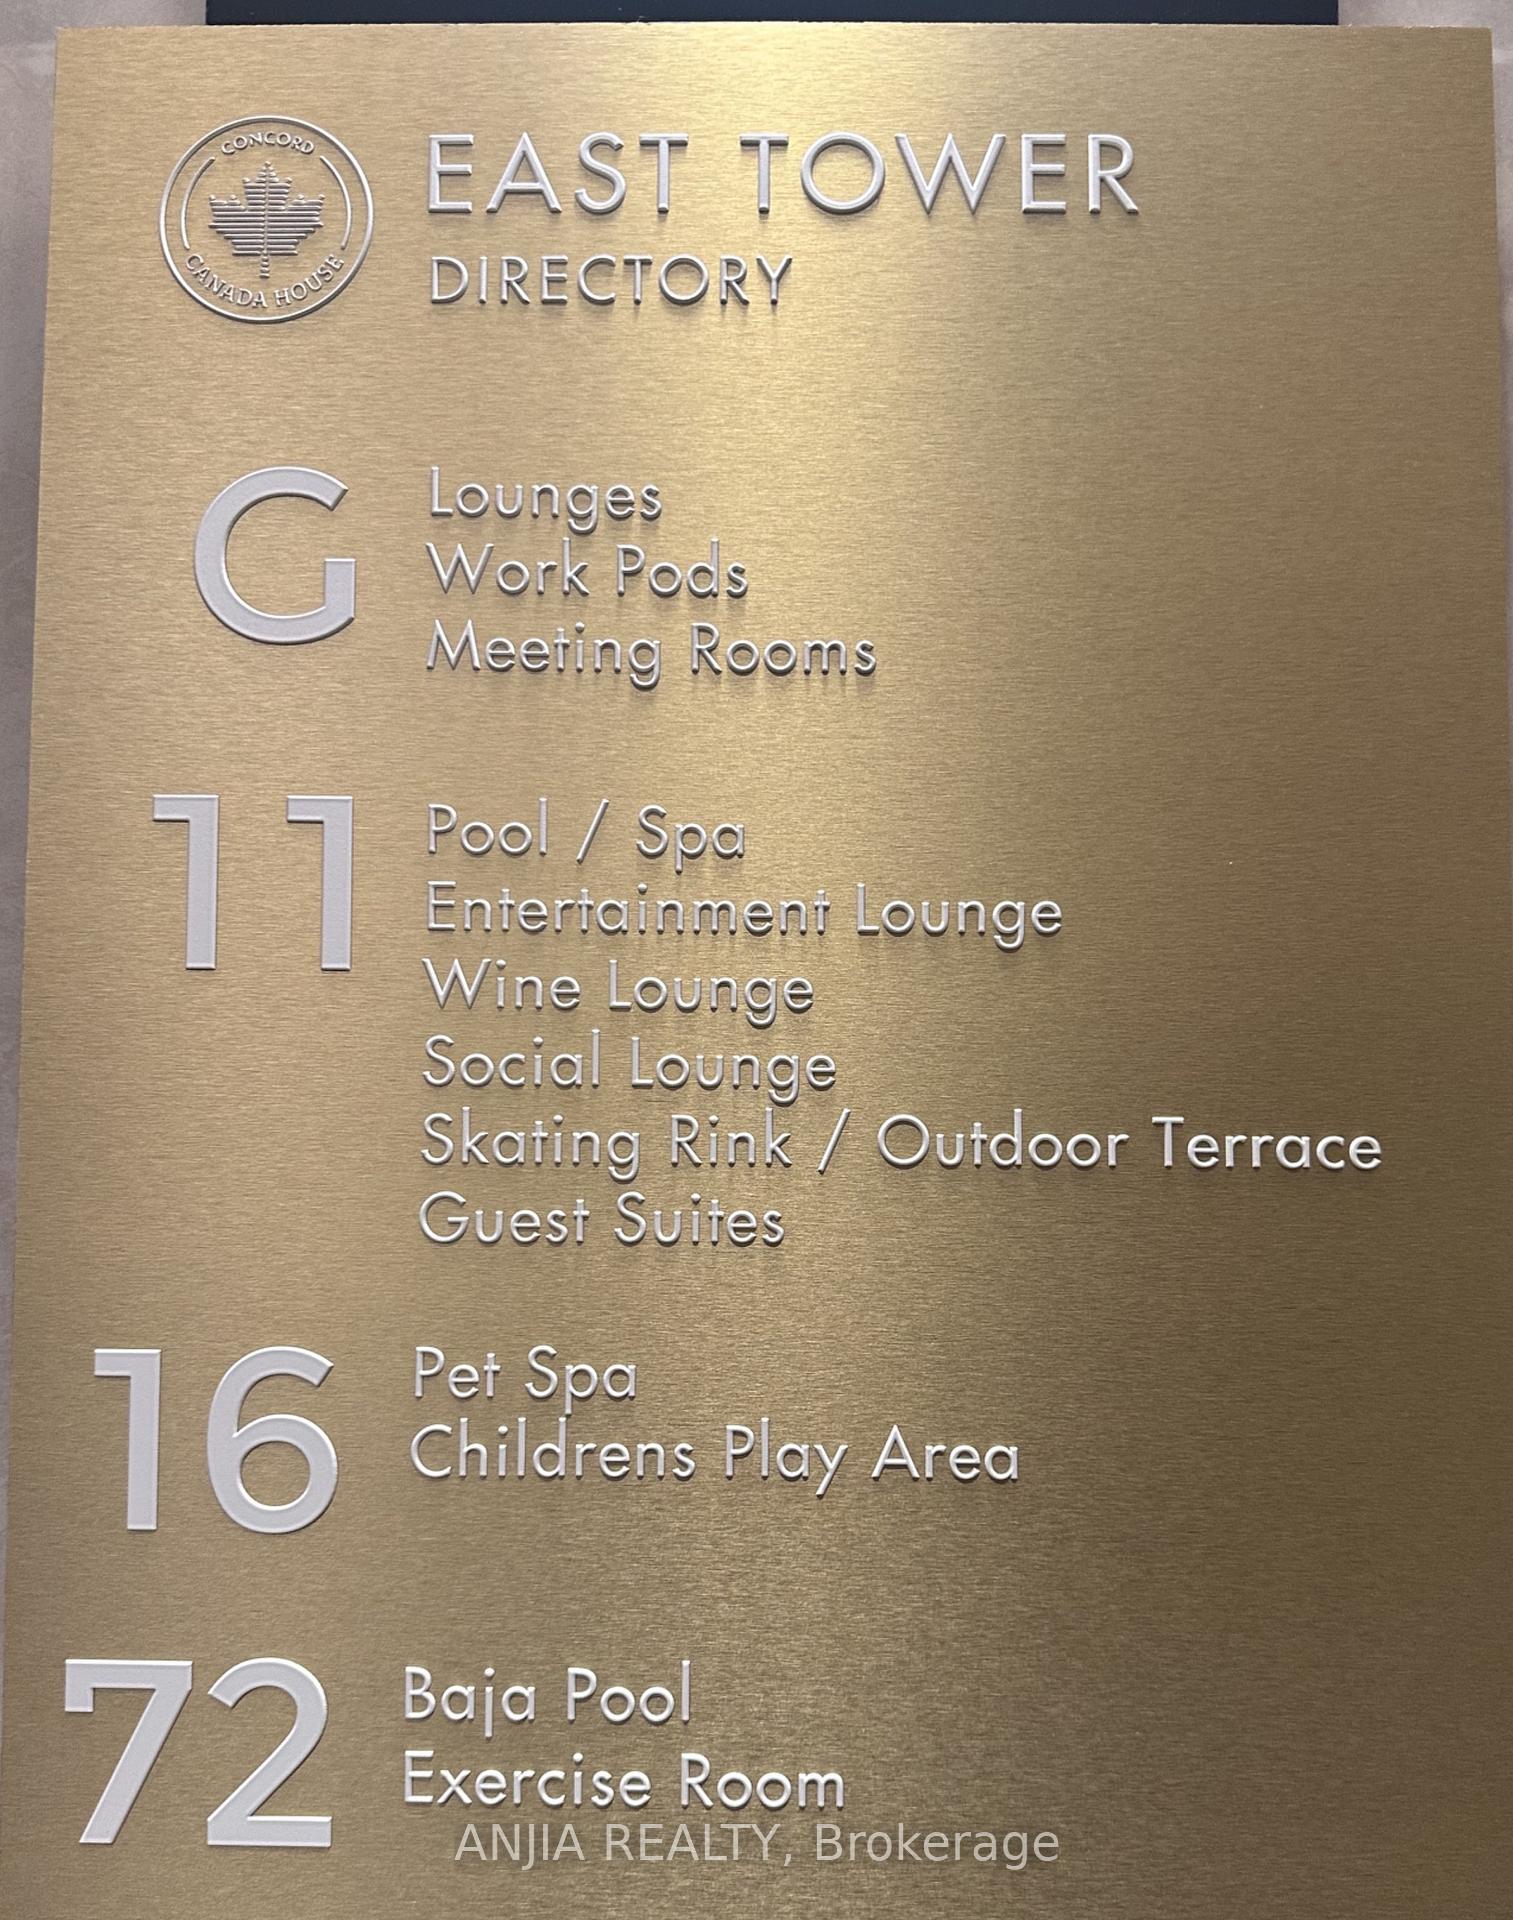 CONCORD
CANADA HOUSE
EAST TOWER
DIRECTORY
G
Lounges
Work Pods
Meeting Rooms
11
Pool / Spa
Entertainment Lounge
Wine Lounge
Social Lounge
Skating Rink / Outdoor Terrace
Guest Suites
16
Pet Spa
Childrens Play Area
72
Baja Pool
Exercise Room
ANJIA REALTY, Brokerage